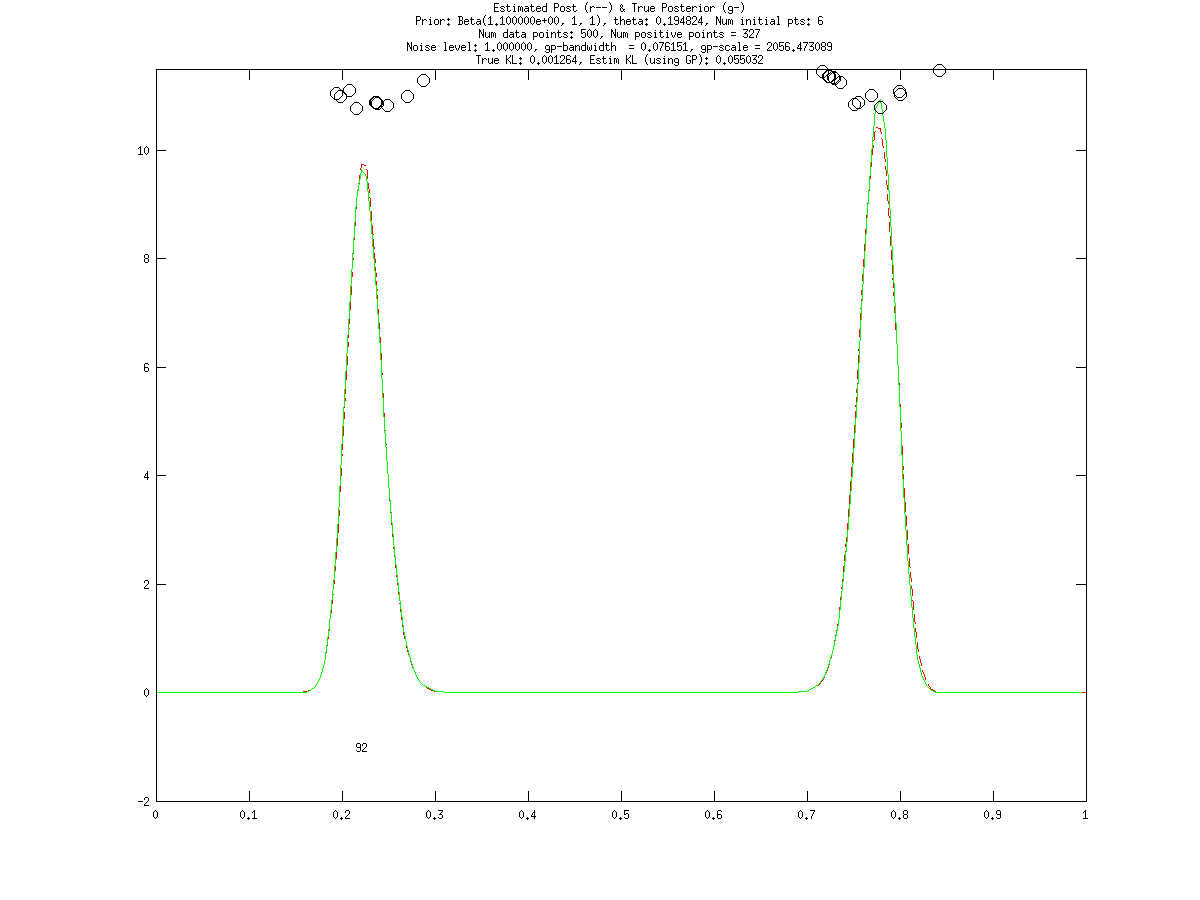 Estimated Post (r--) & True Posterior (g-)
Prior: Beta(1.100000e+00, 1, 1), theta: 0.194824, Num initial pts: 6
Num data points: 500, Num positive points = 327
Noise level: 1.000000, gp-bandwidth  = 0.076151, gp-scale = 2056.473089
True KL: 0.001264, Estim KL (using GP): 0.055032
10
8
6
4
2
0
92
-2
0 0.1 0.2 0.3 0.4 0.5 0.6 0.7 0.8 0.9 1